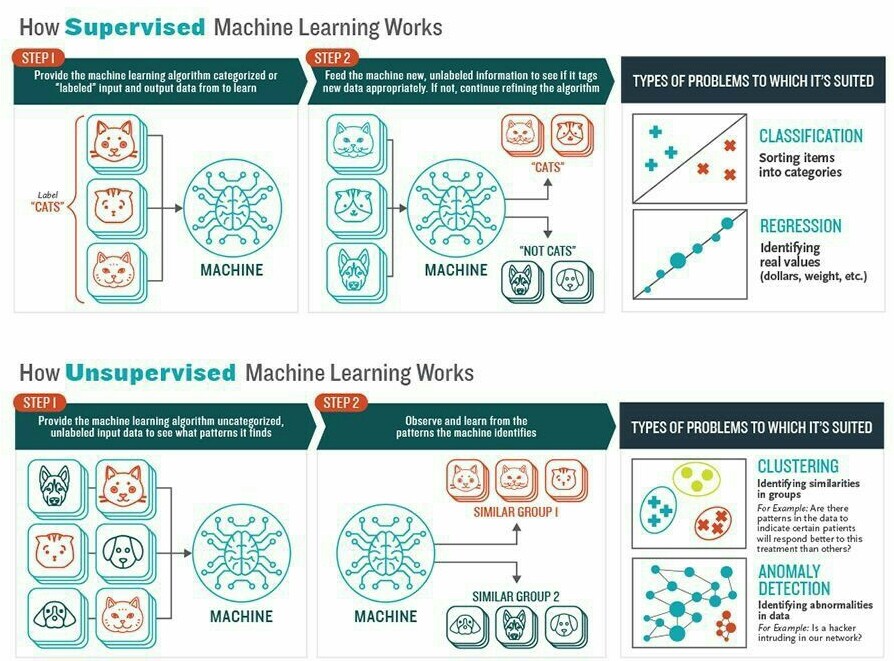 How Supervised Machine Learning Works
STEP 1
Provide the machine learning algorithm categorized or
"labeled" input and output data from to learn
Label
"CATS"
MACHINE
STEP 2
Feed the machine new, unlabeled information to see if it tags
new data appropriately. If not, continue refining the algorithm
MACHINE
"CATS"
"NOT CATS"
TYPES OF PROBLEMS TO WHICH IT'S SUITED
CLASSIFICATION
Sorting items
into categories
REGRESSION
Identifying
real values
(dollars, weight, etc.)
How Unsupervised Machine Learning Works
STEP 1
Provide the machine learning algorithm uncategorized,
unlabeled input data to see what patterns it finds
MACHINE
STEP 2
Observe and learn from the
patterns the machine identifies
MACHINE
SIMILAR GROUP 1
SIMILAR GROUP 2
TYPES OF PROBLEMS TO WHICH IT'S SUITED
CLUSTERING
Identifying similarities
in groups
For Example: Are there
patterns in the data to
indicate certain patients
will respond better to this
treatment than others?
ANOMALY
DETECTION
Identifying abnormalities
in data
For Example: Is a hacker
intruding in our network?